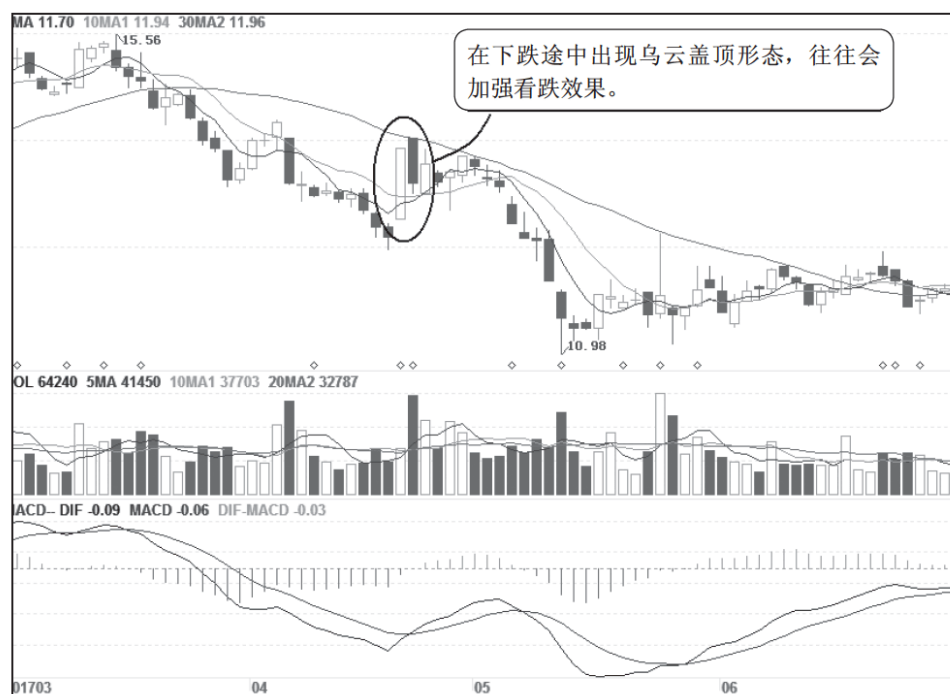 MA 11.70 10MA1 11.94 30MA2 11.96
15.56
在下跌途中出现乌云盖顶形态，往往会
加强看跌效果。
10.98
OL 64240 5MA 41450 10MA1 37703 20MA2 32787
IACD-- DIF -0.09 MACD -0.06 DIF-MACD -0.03
01703 04 05 06